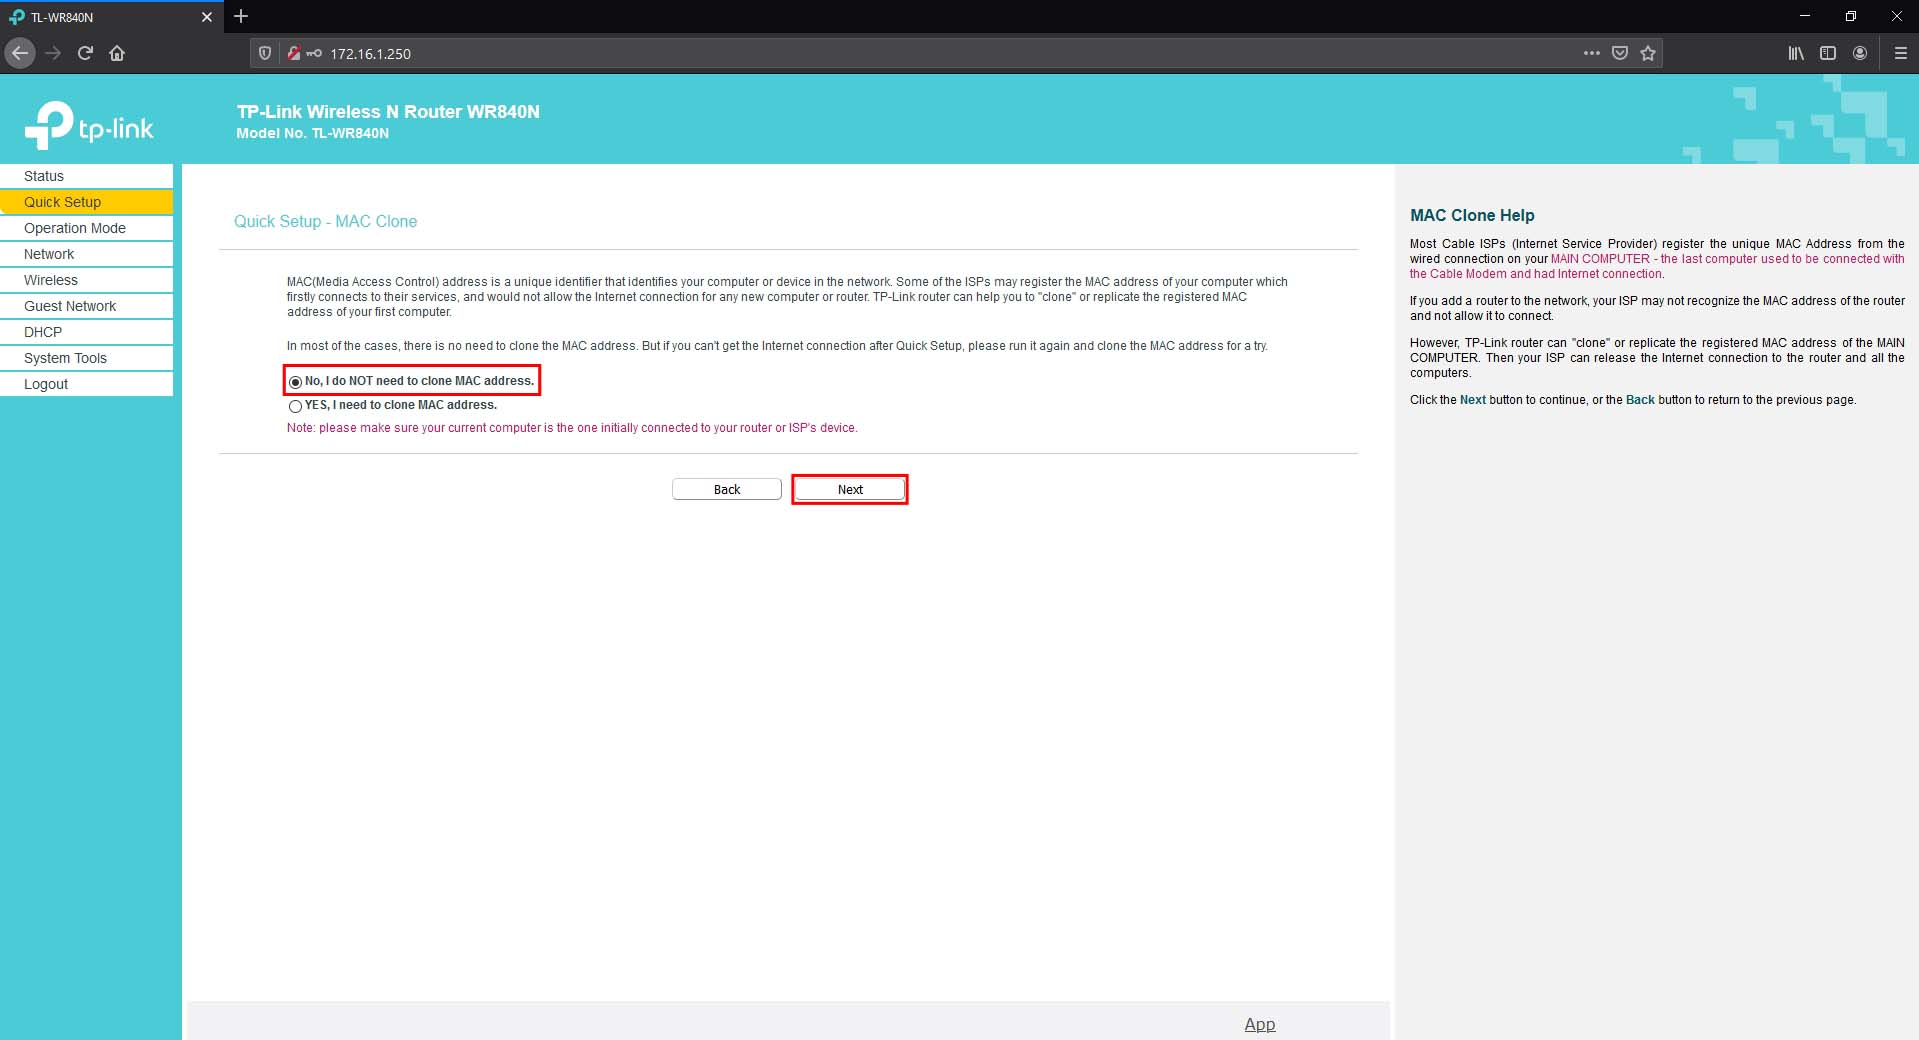 TL-WR840N
172.16.1.250
tp-link
TP-Link Wireless N Router WR840N
Model No. TL-WR840N
Status
Quick Setup
Operation Mode
Network
Wireless
Guest Network
DHCP
System Tools
Logout
Quick Setup - MAC Clone
MAC(Media Access Control) address is a unique identifier that identifies your computer or device in the network. Some of the ISPs may register the MAC address of your computer which
firstly connects to their services, and would not allow the Internet connection for any new computer or router. TP-Link router can help you to "clone" or replicate the registered MAC
address of your first computer.
In most of the cases, there is no need to clone the MAC address. But if you can't get the Internet connection after Quick Setup, please run it again and clone the MAC address for a try.
No, I do NOT need to clone MAC address.
YES, I need to clone MAC address.
Note: please make sure your current computer is the one initially connected to your router or ISP's device.
Back
Next
MAC Clone Help
Most Cable ISPs (Internet Service Provider) register the unique MAC Address from the
wired connection on your MAIN COMPUTER - the last computer used to be connected with
the Cable Modem and had Internet connection.
If you add a router to the network, your ISP may not recognize the MAC address of the router
and not allow it to connect.
However, TP-Link router can "clone" or replicate the registered MAC address of the MAIN
COMPUTER. Then your ISP can release the Internet connection to the router and all the
computers.
Click the Next button to continue, or the Back button to return to the previous page.
App